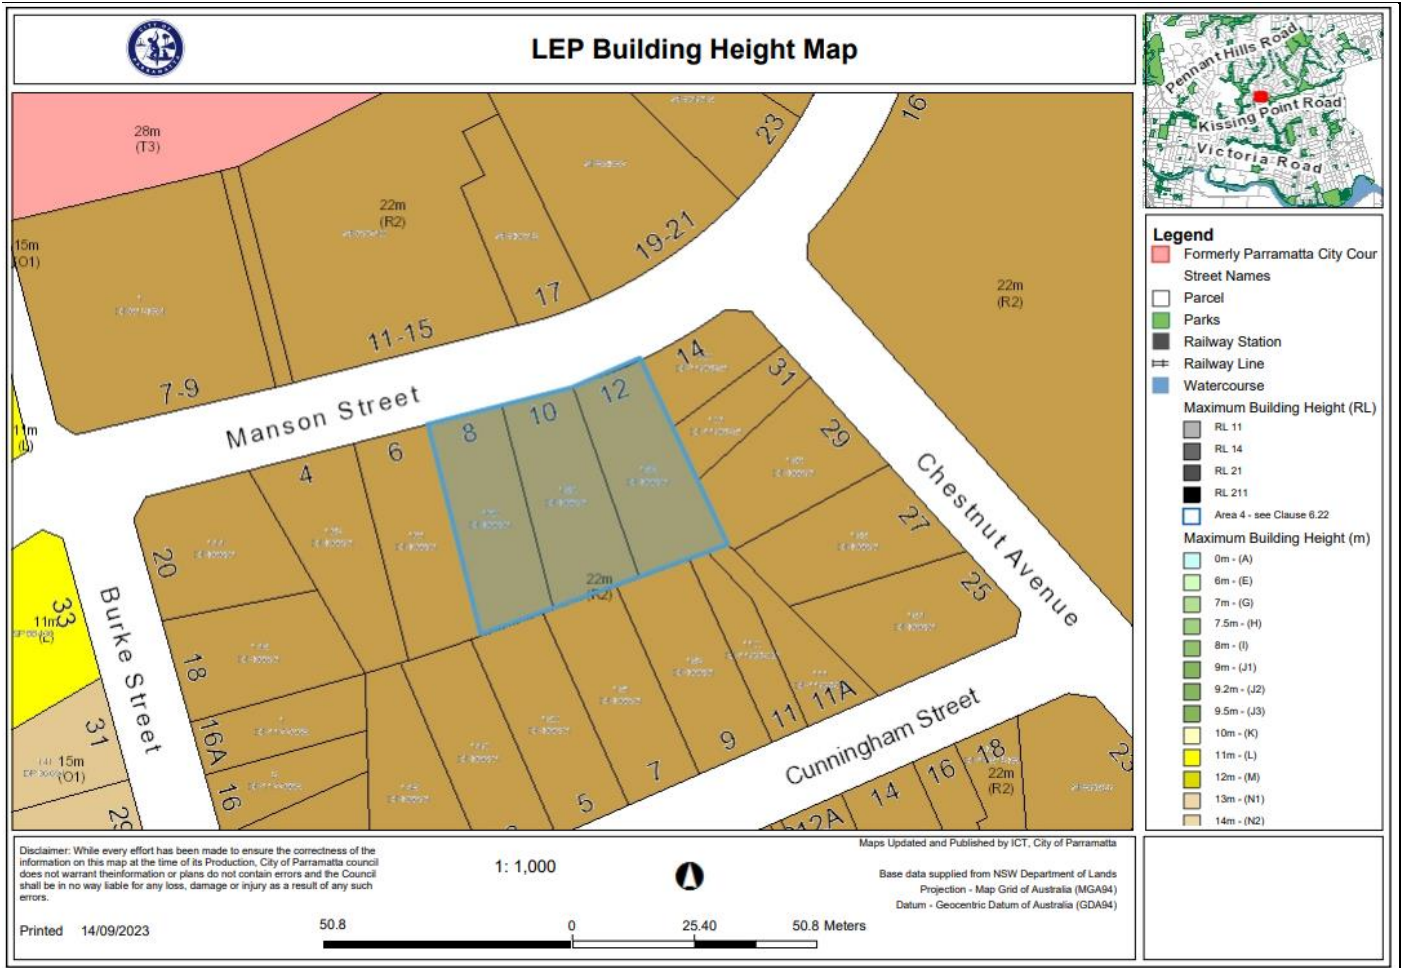 CITY OF
PARRAMATTA
LEP Building Height Map
Pennant Hills Road
Kissing Point Road
Victoria Road
28m
(T3)
23
16
22m
(R2)
15m
(O1)
19-21
17
22m
(R2)
11-15
7-9
14
31
Manson Street
12
10
8
11m
(L)
6
29
4
Chestnut Avenue
27
20
22m
(R2)
25
33
11m
(L)
Burke Street
18
31
16A
11A
11
9
Cunningham Street
15m
(O1)
16
7
18
23
16
22m
(R2)
5
14
29
12A
Legend
Formerly Parramatta City Cour
Street Names
Parcel
Parks
Railway Station
Railway Line
Watercourse
Maximum Building Height (RL)
RL 11
RL 14
RL 21
RL 211
Area 4 - see Clause 6.22
Maximum Building Height (m)
0m - (A)
6m - (E)
7m - (G)
7.5m - (H)
8m - (I)
9m - (J1)
9.2m - (J2)
9.5m - (J3)
10m - (K)
11m - (L)
12m - (M)
13m - (N1)
14m - (N2)
Disclaimer: While every effort has been made to ensure the correctness of the
information on this map at the time of its Production, City of Parramatta council
does not warrant theinformation or plans do not contain errors and the Council
shall be in no way liable for any loss, damage or injury as a result of any such
errors.
Printed 14/09/2023
1: 1,000
50.8 0 25.40 50.8 Meters
Maps Updated and Published by ICT, City of Parramatta
Base data supplied from NSW Department of Lands
Projection - Map Grid of Australia (MGA94)
Datum - Geocentric Datum of Australia (GDA94)